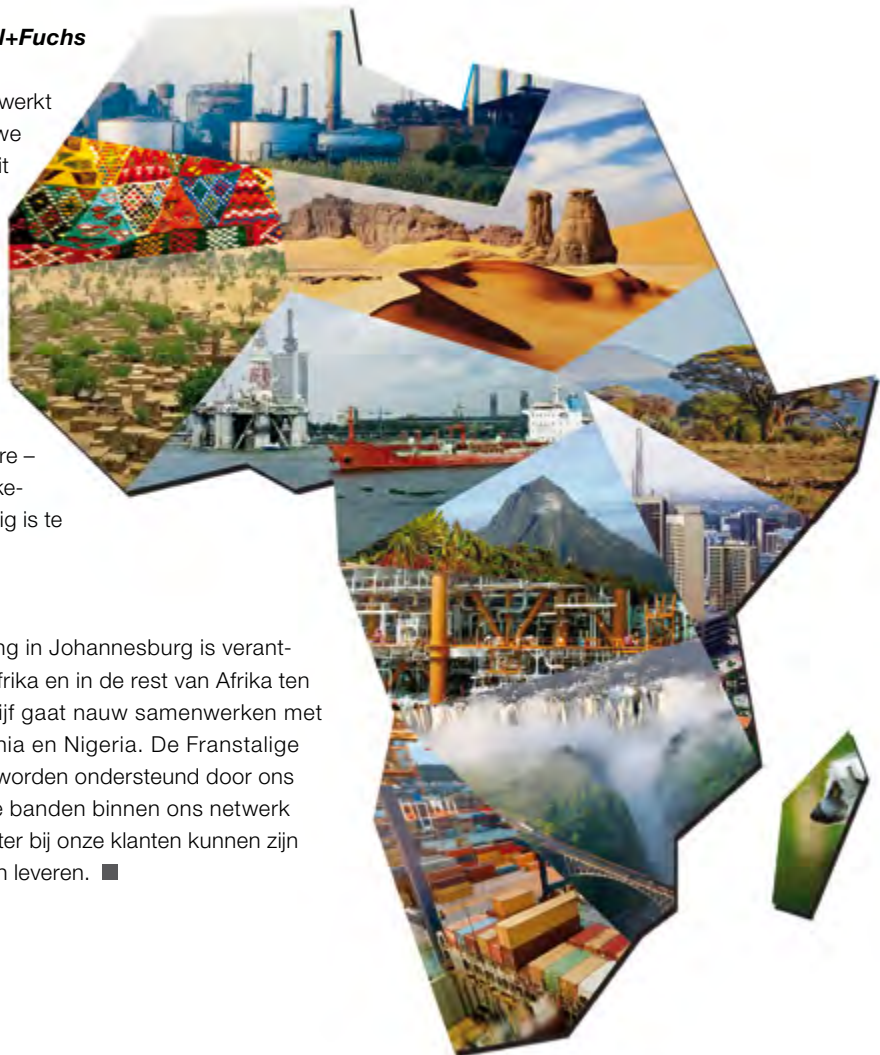 l+Fuchs
werkt
we
it
re –
ke-
ig is te
ng in Johannesburg is verant-
frika en in de rest van Afrika ten
ijf gaat nauw samenwerken met
nia en Nigeria. De Franstalige
worden ondersteund door ons
e banden binnen ons netwerk
ter bij onze klanten kunnen zijn
n leveren. ■